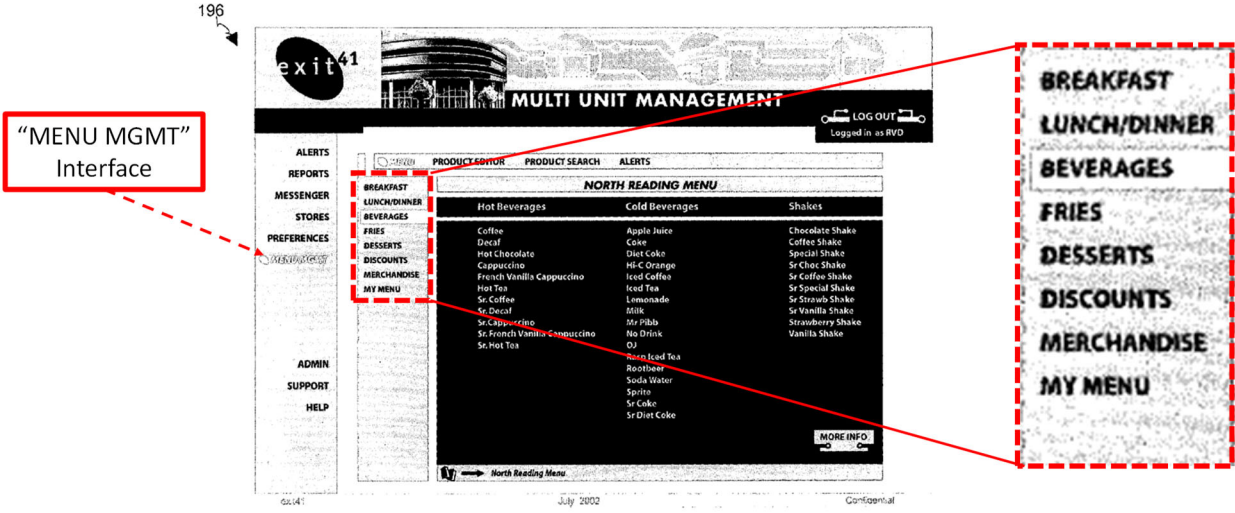 196
exit41
MULTI UNIT MANAGEMENT
LOG OUT
Logged in as RVD
"MENU MGMT"
Interface
ALERTS
REPORTS
MESSENGER
STORES
PREFERENCES
MENU MGMT
ADMIN
SUPPORT
HELP
MENU PRODUCT EDITOR PRODUCT SEARCH ALERTS
BREAKFAST
LUNCH/DINNER
BEVERAGES
FRIES
DESSERTS
DISCOUNTS
MERCHANDISE
MY MENU
NORTH READING MENU
Hot Beverages Cold Beverages Shakes
Coffee Apple Juice Chocolate Shake
Decaf Coke Coffee Shake
Hot Chocolate Diet Coke Special Shake
Cappuccino Hi-C Orange Sr Choc Shake
French Vanilla Cappuccino Iced Coffee Sr Coffee Shake
Hot Tea Iced Tea Sr Special Shake
Sr. Coffee Lemonade Sr Strawb Shake
Sr. Decaf Milk Sr Vanilla Shake
Sr.Cappuccino Mr Pibb Strawberry Shake
Sr. French Vanilla Cappuccino No Drink Vanilla Shake
Sr. Hot Tea OJ
Rasp Iced Tea
Rootbeer
Soda Water
Sprite
Sr Coke
Sr Diet Coke
MORE INFO
North Reading Menu
exit41 July 2002 Confidential
BREAKFAST
LUNCH/DINNER
BEVERAGES
FRIES
DESSERTS
DISCOUNTS
MERCHANDISE
MY MENU